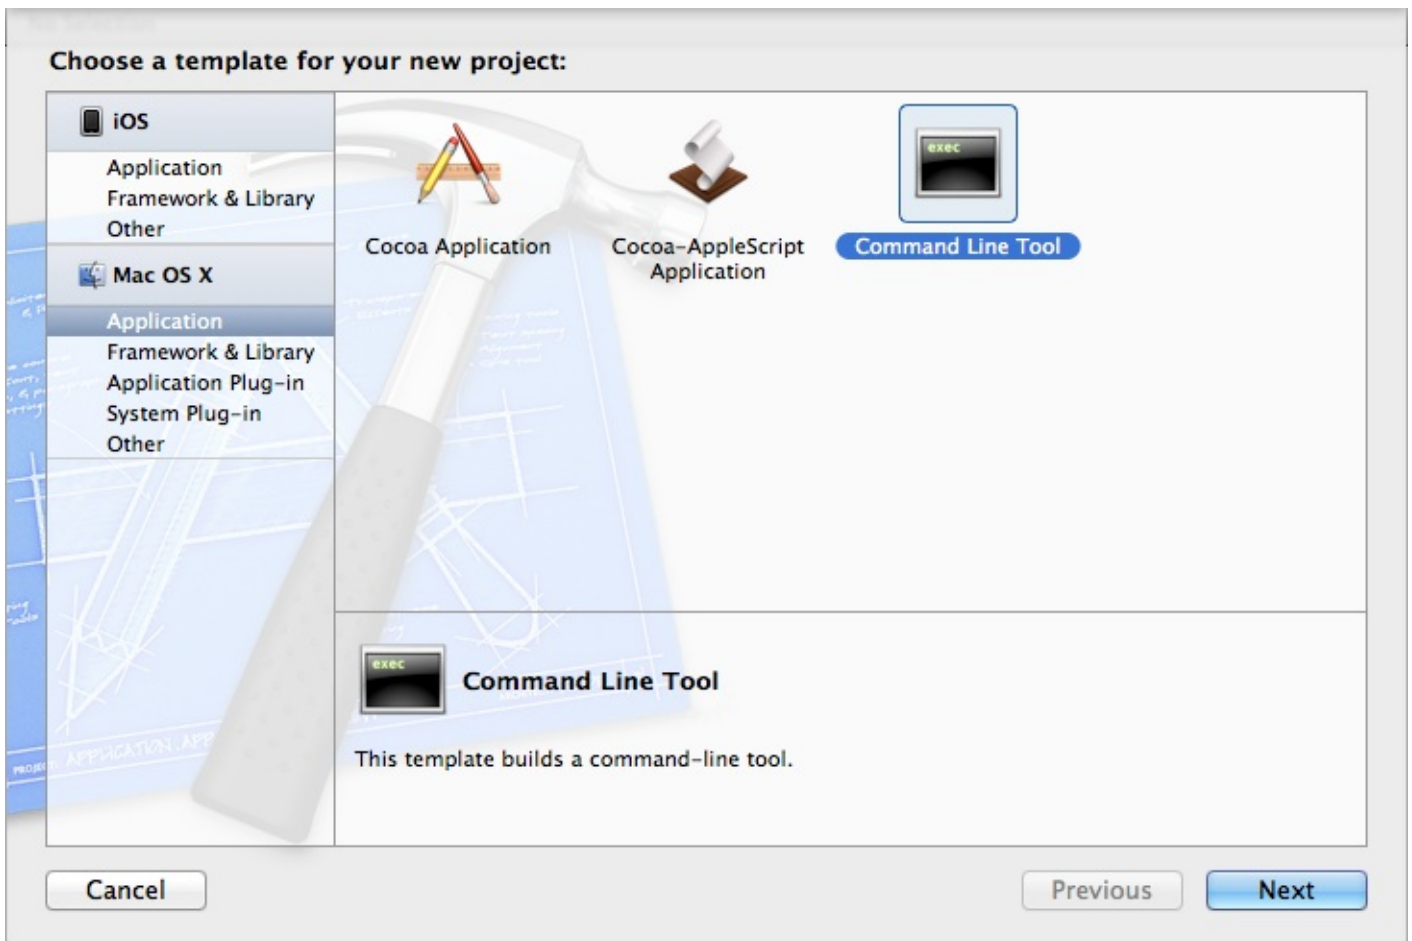 Choose a template for your new project:
iOS
Application
Framework & Library
Other
Mac OS X
Application
Framework & Library
Application Plug-in
System Plug-in
Other
Cocoa Application
Cocoa-AppleScript
Application
exec
Command Line Tool
exec
Command Line Tool
This template builds a command-line tool.
Cancel
Previous
Next